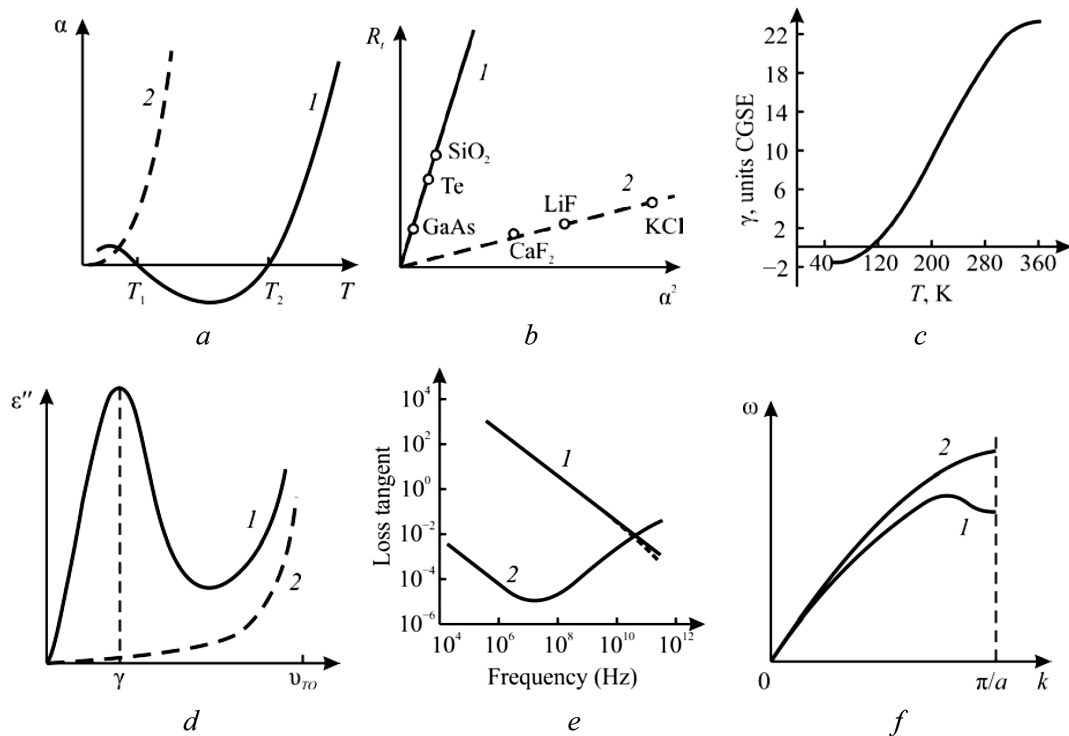 α
2
1
T₁
T₂
T
a
Rₜ
1
SiO₂
Te
GaAs
2
LiF
KCl
CaF₂
α²
b
γ, units CGSE
22
18
14
10
6
2
−2
40
120
200
280
360
T, K
c
ε″
1
2
γ
υ_TO
d
Loss tangent
10⁴
10²
10⁰
10⁻²
10⁻⁴
10⁻⁶
1
2
10⁴
10⁶
10⁸
10¹⁰
10¹²
Frequency (Hz)
e
ω
2
1
0
π/a
k
f